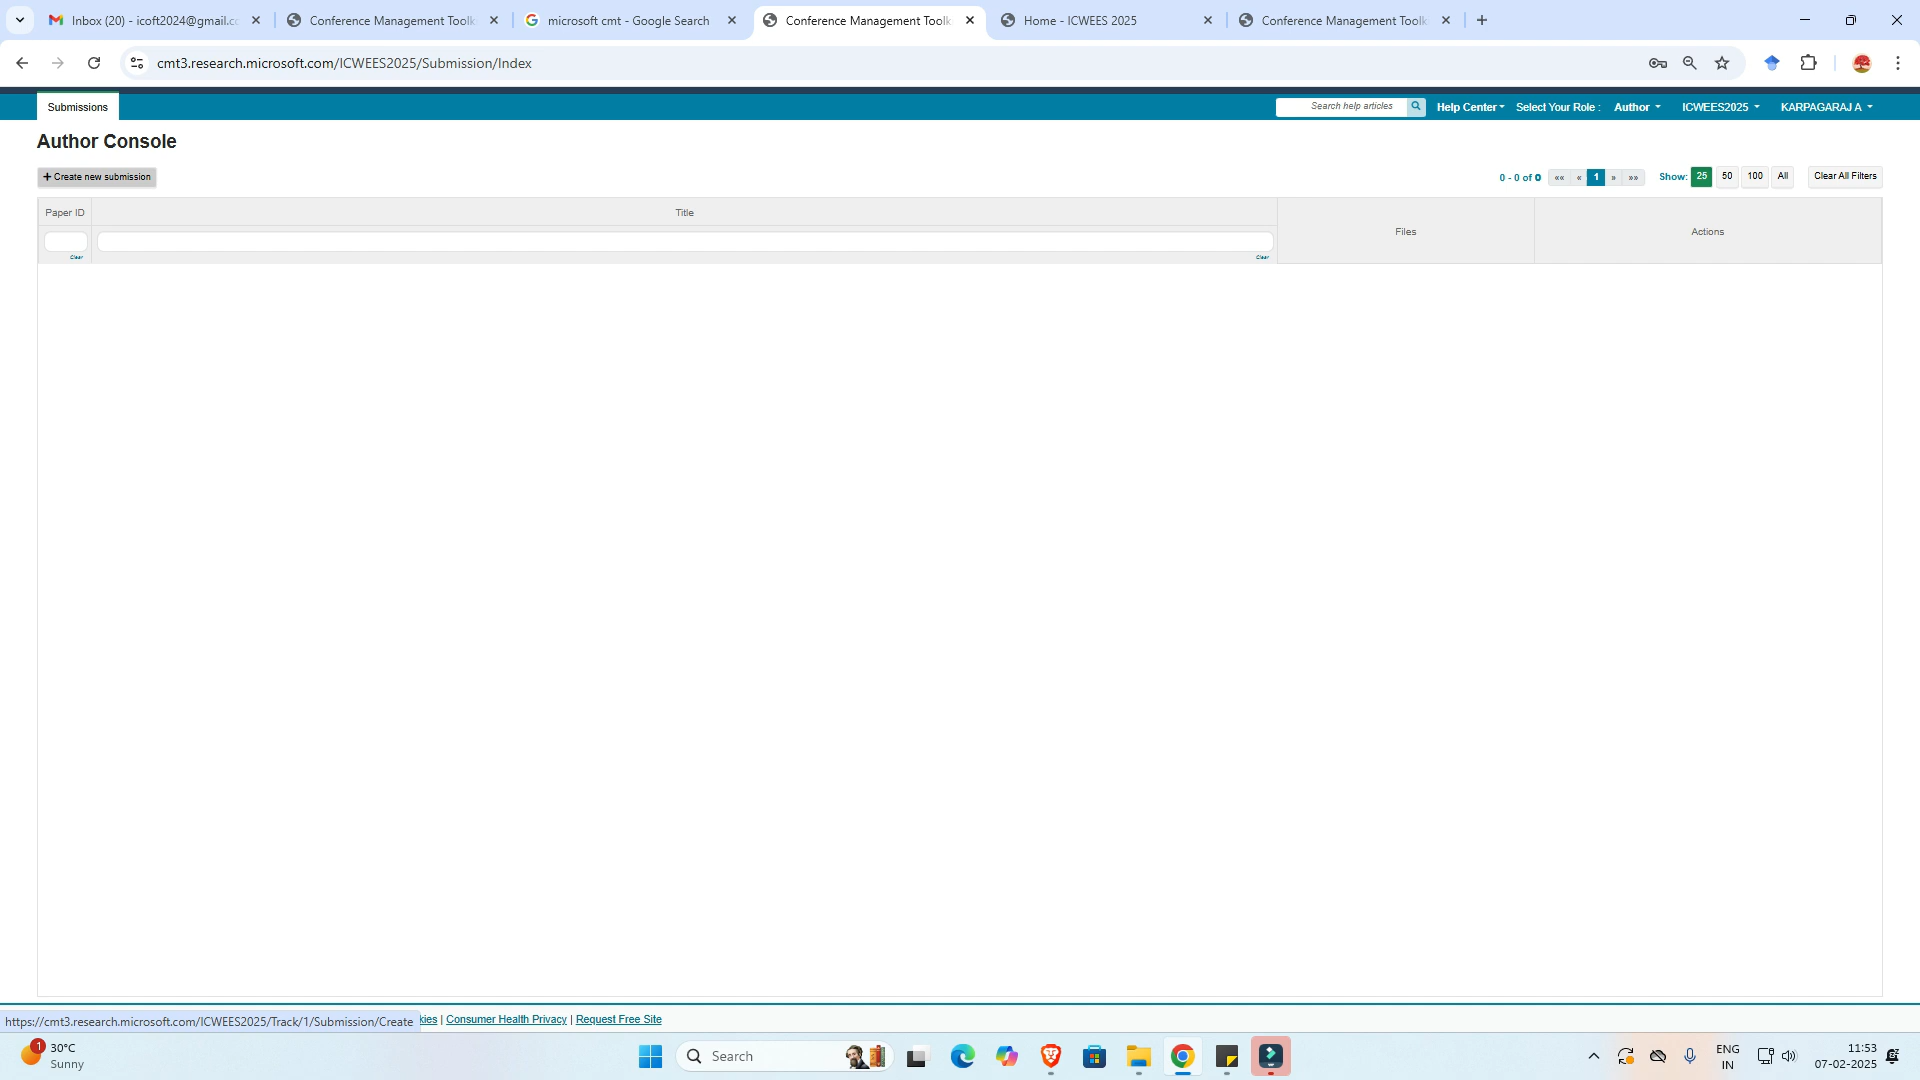 Inbox (20) - icoft2024@gmail.cc
Conference Management Toolk
microsoft cmt - Google Search
Conference Management Toolk
Home - ICWEES 2025
Conference Management Toolk
cmt3.research.microsoft.com/ICWEES2025/Submission/Index
Submissions
Search help articles
Help Center
Select Your Role :
Author
ICWEES2025
KARPAGARAJ A
Author Console
+ Create new submission
0 - 0 of 0
«« « 1 » »»
Show: 25 50 100 All
Clear All Filters
Paper ID
Title
Files
Actions
Clear
Clear
https://cmt3.research.microsoft.com/ICWEES2025/Track/1/Submission/Create
kies | Consumer Health Privacy | Request Free Site
1
30°C
Sunny
Search
ENG
IN
11:53
07-02-2025